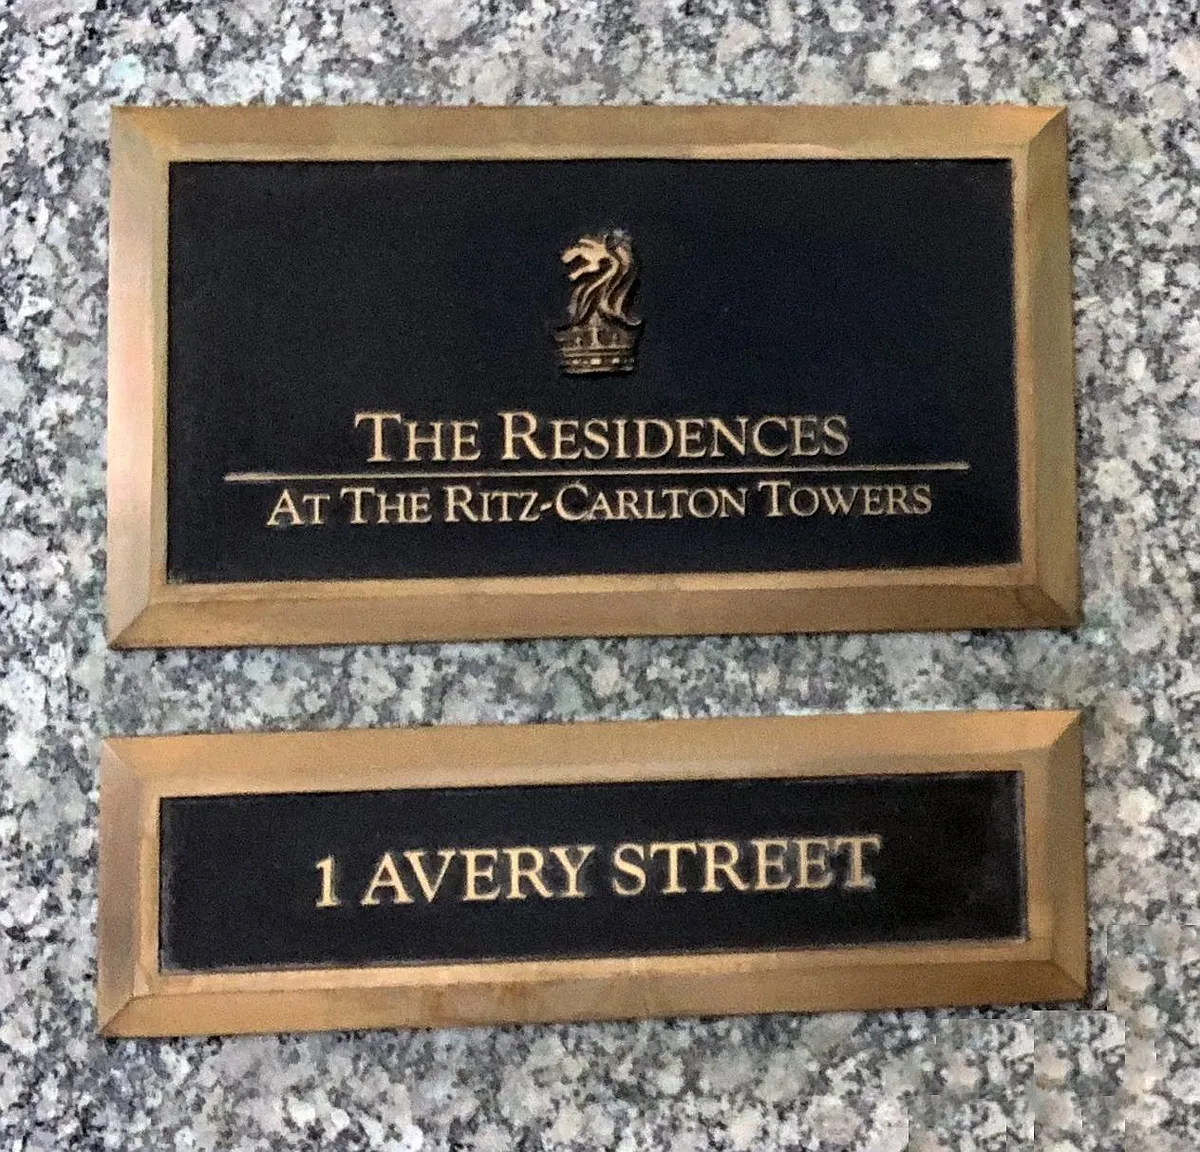 THE RESIDENCES
AT THE RITZ-CARLTON TOWERS
1 AVERY STREET